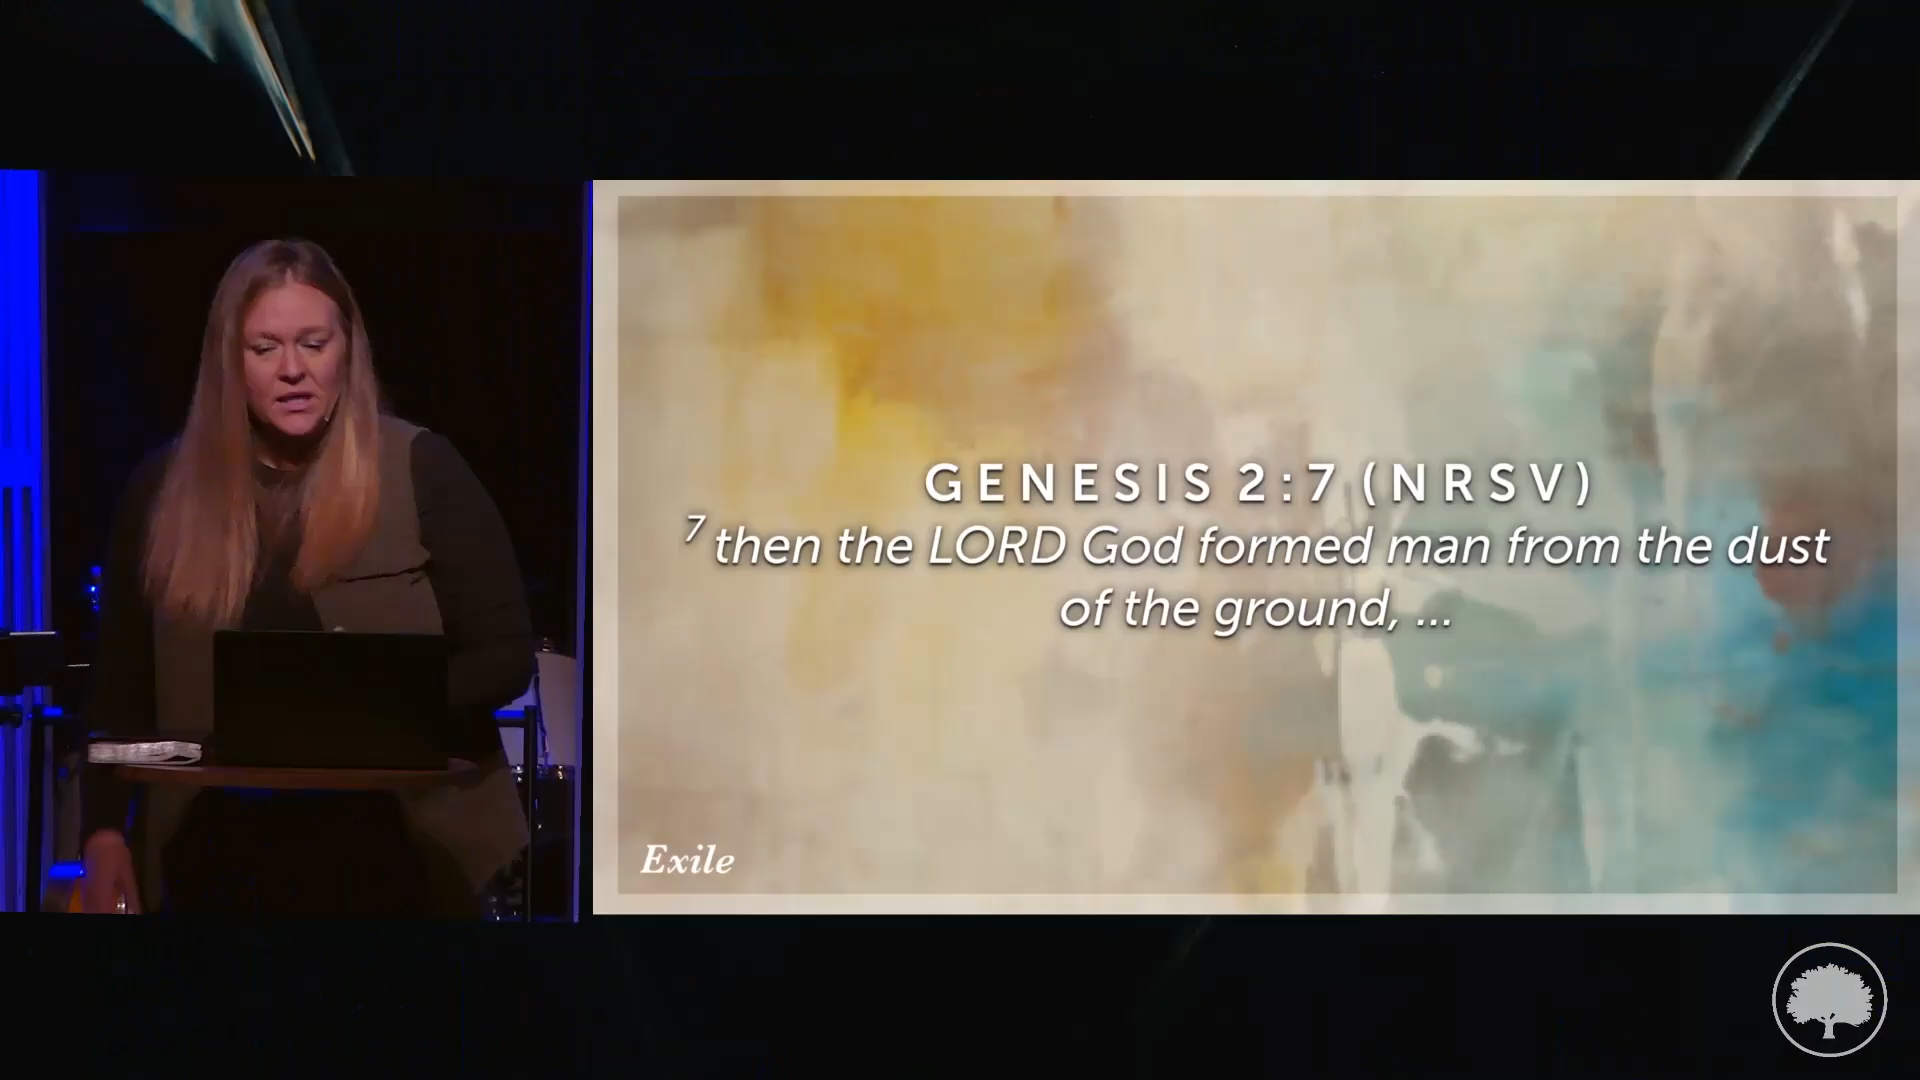 GENESIS 2:7 (NRSV)
7 then the LORD God formed man from the dust
of the ground, ...
Exile